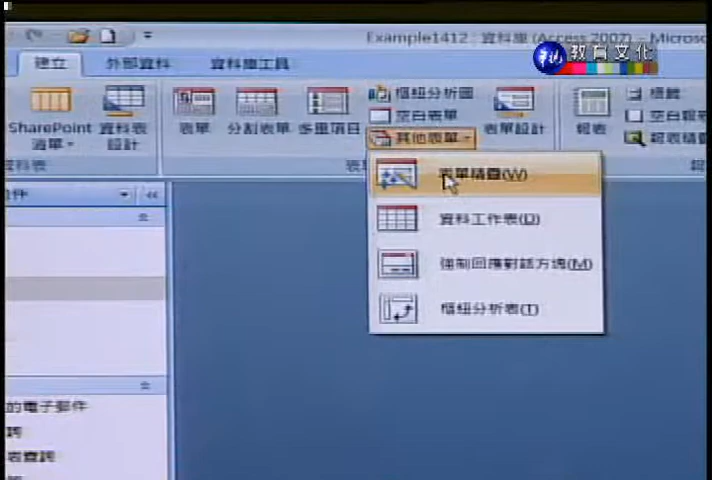 Example1412 : 資料庫 (Access 2007) - Microso
華視 教育文化
建立 外部資料 資料庫工具
SharePoint 清單
資料表 設計
表單
分割表單
多重項目
樞紐分析圖
空白表單
其他表單
表單設計
報表
標籤
空白報
報表精
表單精靈(W)
資料工作表(D)
強制回應對話方塊(M)
樞紐分析表(T)
的電子郵件
詢
表查詢